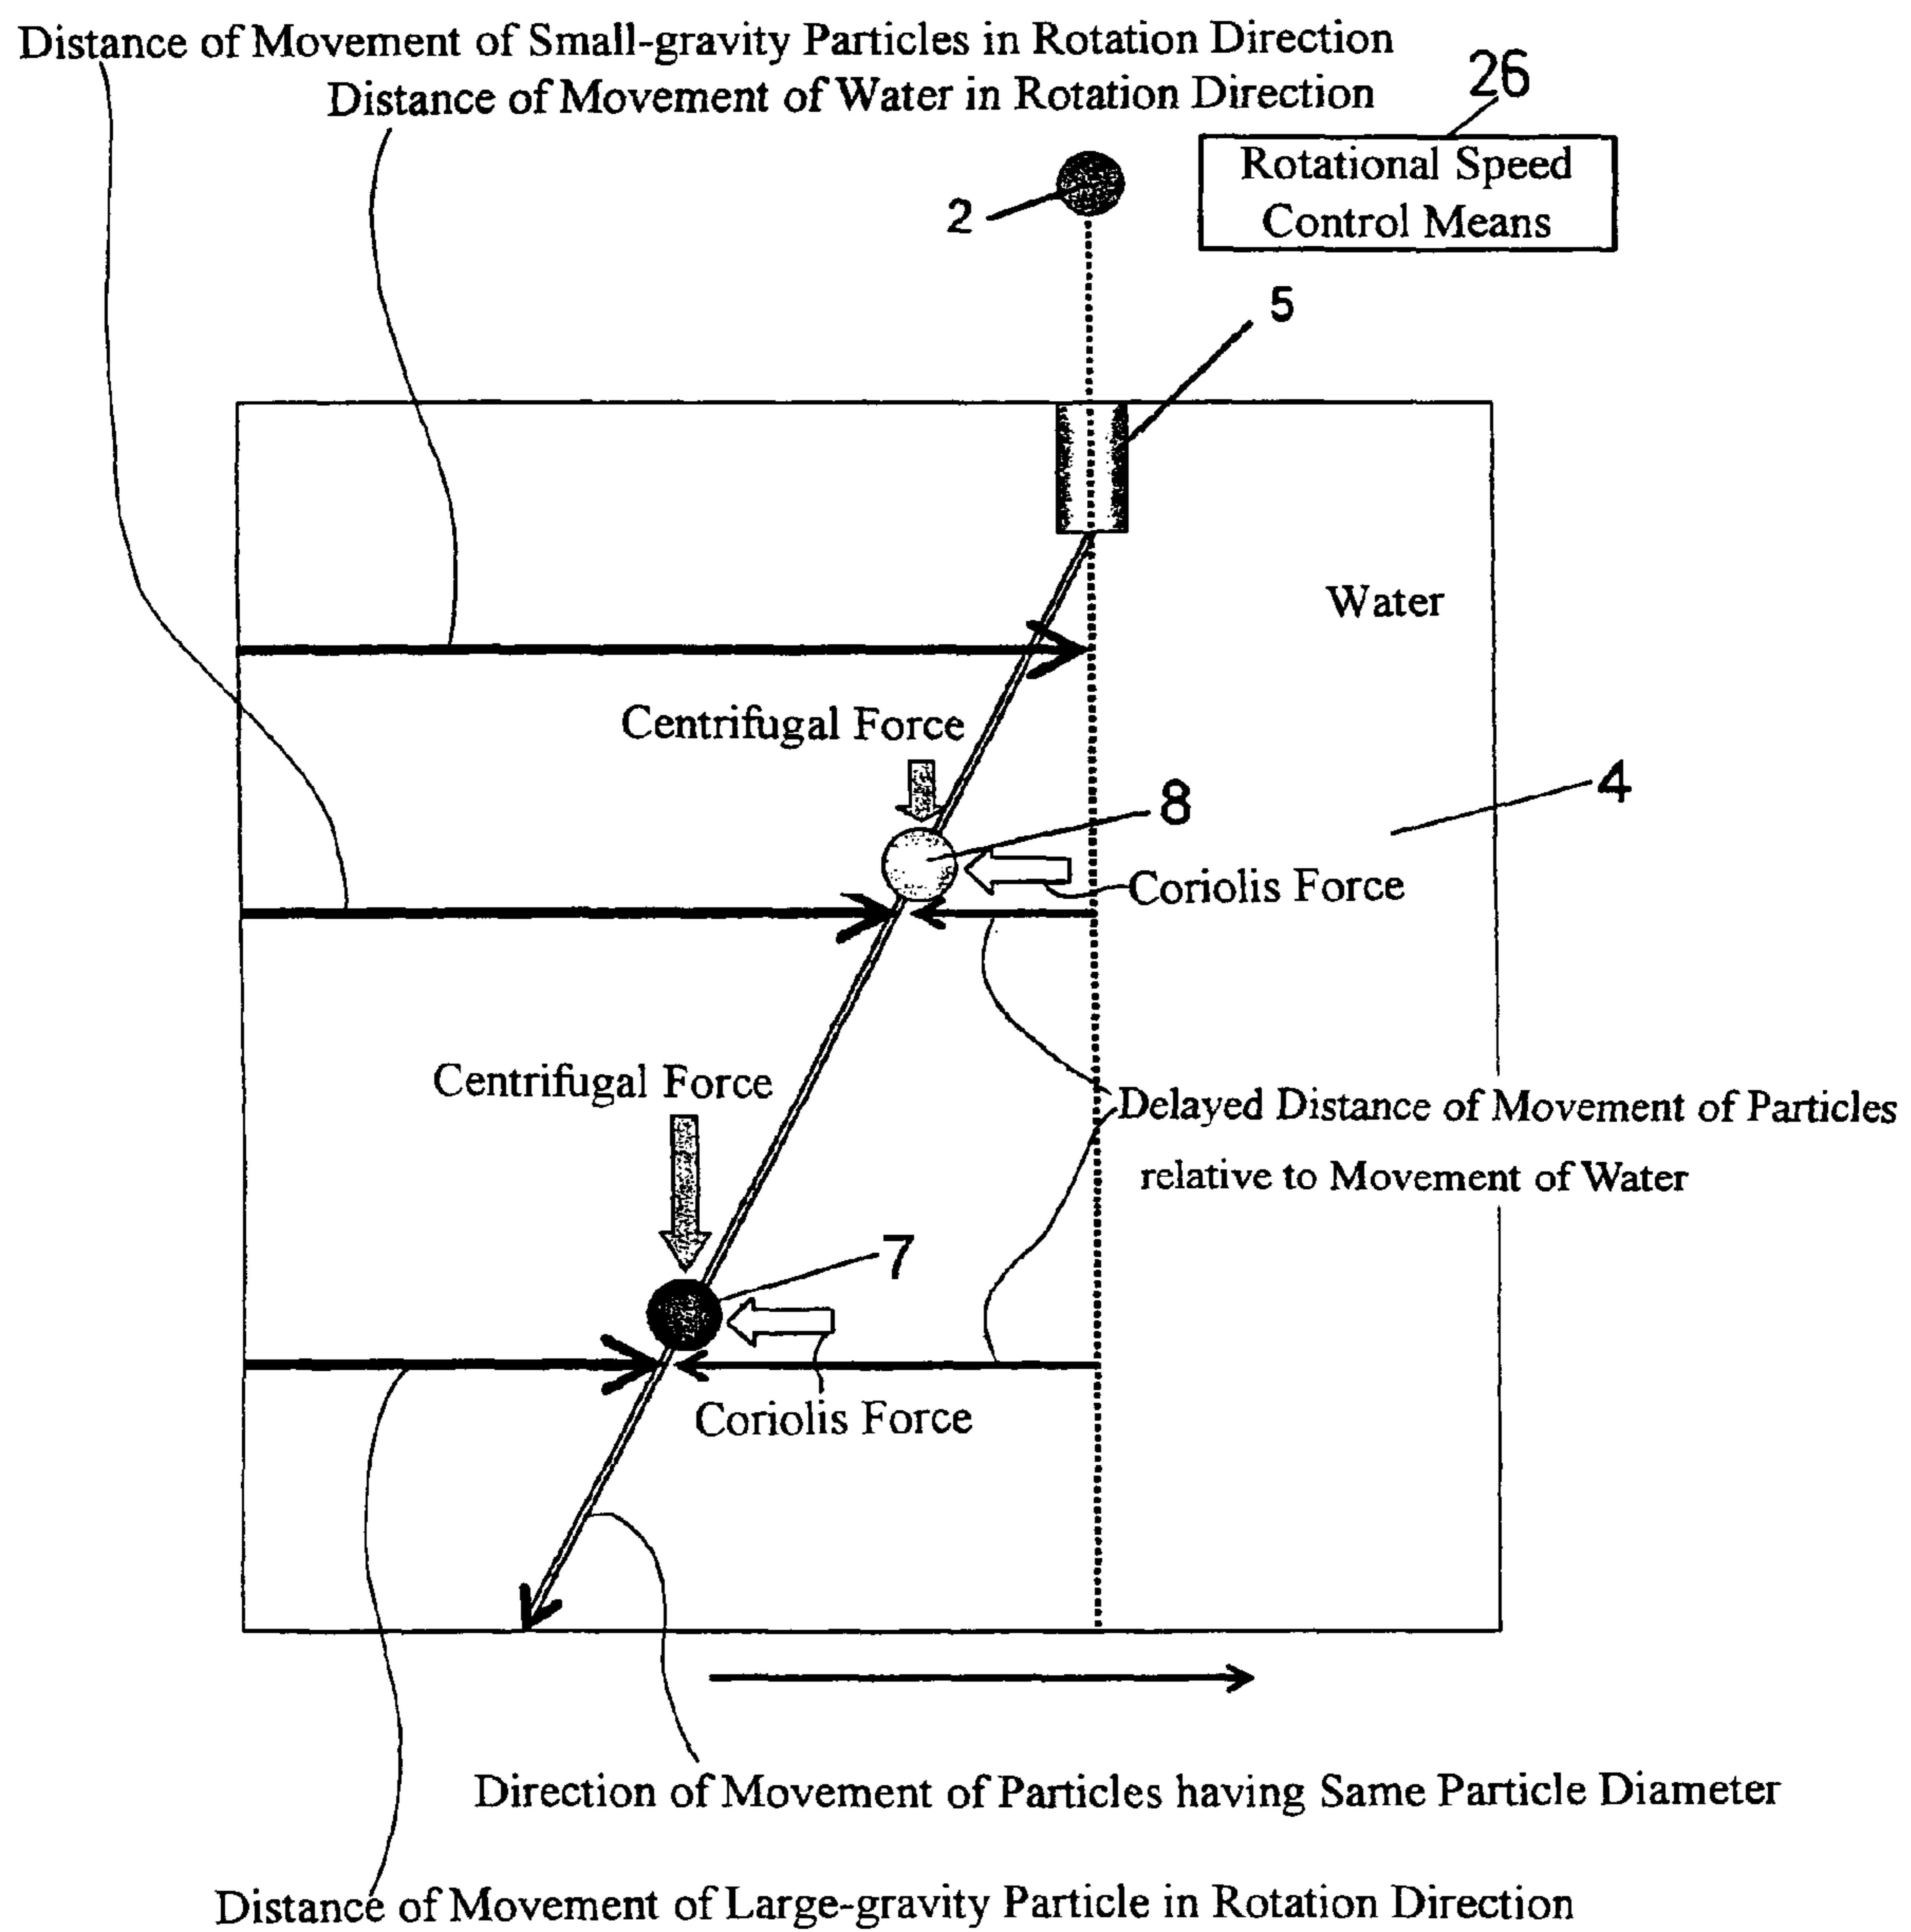 Distance of Movement of Small-gravity Particles in Rotation Direction
Distance of Movement of Water in Rotation Direction
26
Rotational Speed
Control Means
2
5
Water
Centrifugal Force
8
4
Coriolis Force
Centrifugal Force
Delayed Distance of Movement of Particles
relative to Movement of Water
7
Coriolis Force
Direction of Movement of Particles having Same Particle Diameter
Distance of Movement of Large-gravity Particle in Rotation Direction